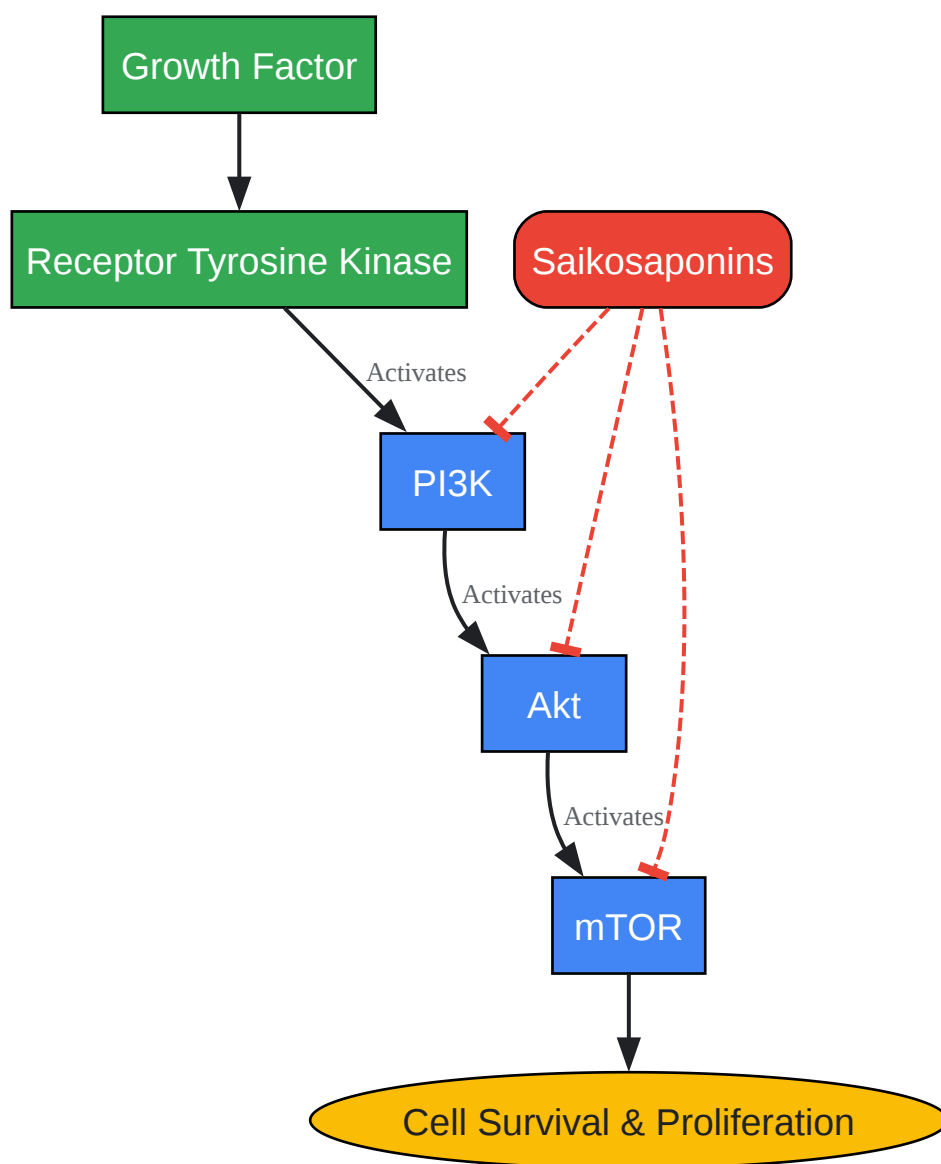 Growth Factor
Receptor Tyrosine Kinase
Saikosaponins
Activates
PI3K
Activates
Akt
Activates
mTOR
Cell Survival & Proliferation